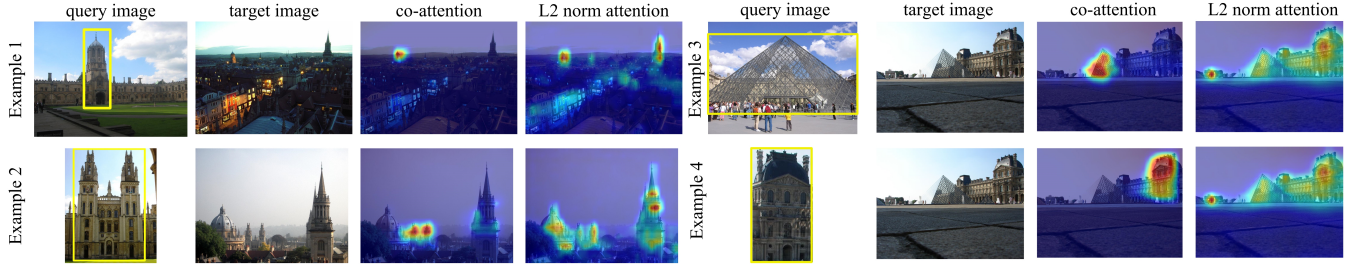 query image target image co-attention L2 norm attention query image target image co-attention L2 norm attention
Example 1
Example 3
Example 2
Example 4